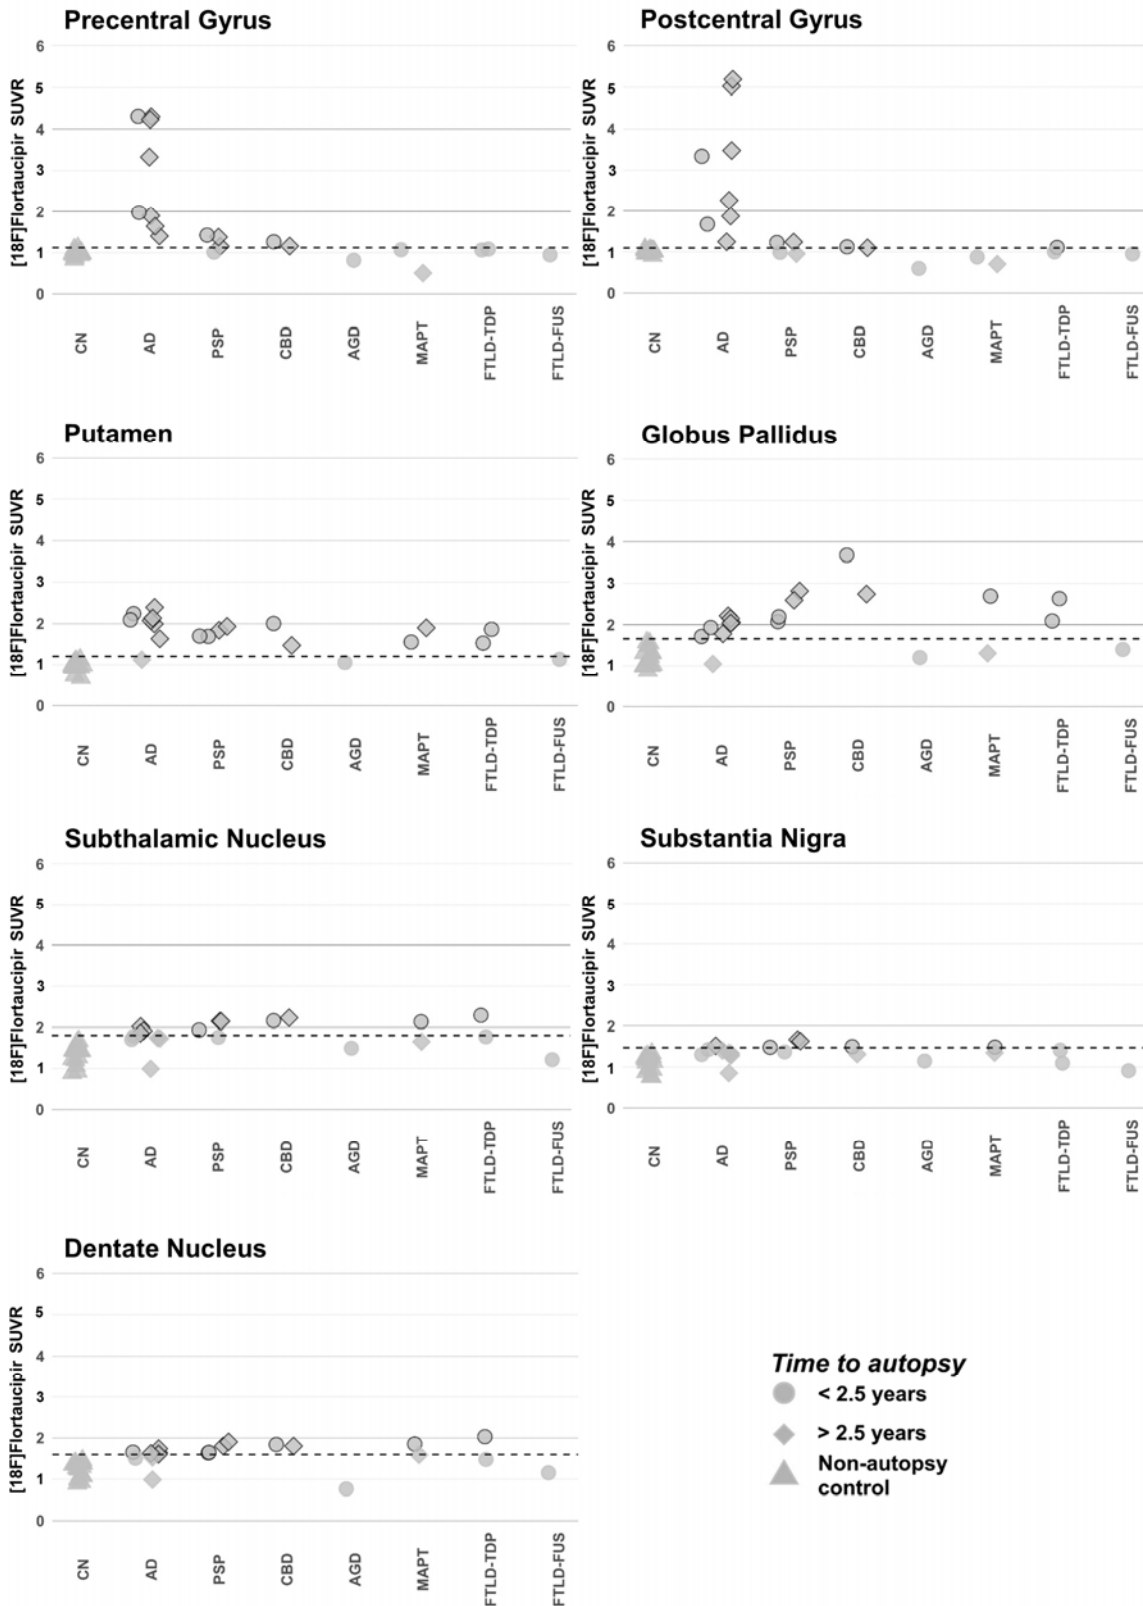 Precentral Gyrus
[18F]Flortaucipir SUVR
6
5
4
3
2
1
0
CN
AD
PSP
CBD
AGD
MAPT
FTLD-TDP
FTLD-FUS
Postcentral Gyrus
[18F]Flortaucipir SUVR
6
5
4
3
2
1
0
CN
AD
PSP
CBD
AGD
MAPT
FTLD-TDP
FTLD-FUS
Putamen
[18F]Flortaucipir SUVR
6
5
4
3
2
1
0
CN
AD
PSP
CBD
AGD
MAPT
FTLD-TDP
FTLD-FUS
Globus Pallidus
[18F]Flortaucipir SUVR
6
5
4
3
2
1
0
CN
AD
PSP
CBD
AGD
MAPT
FTLD-TDP
FTLD-FUS
Subthalamic Nucleus
[18F]Flortaucipir SUVR
6
5
4
3
2
1
0
CN
AD
PSP
CBD
AGD
MAPT
FTLD-TDP
FTLD-FUS
Substantia Nigra
[18F]Flortaucipir SUVR
6
5
4
3
2
1
0
CN
AD
PSP
CBD
AGD
MAPT
FTLD-TDP
FTLD-FUS
Dentate Nucleus
[18F]Flortaucipir SUVR
6
5
4
3
2
1
0
CN
AD
PSP
CBD
AGD
MAPT
FTLD-TDP
FTLD-FUS
Time to autopsy
< 2.5 years
> 2.5 years
Non-autopsy
control